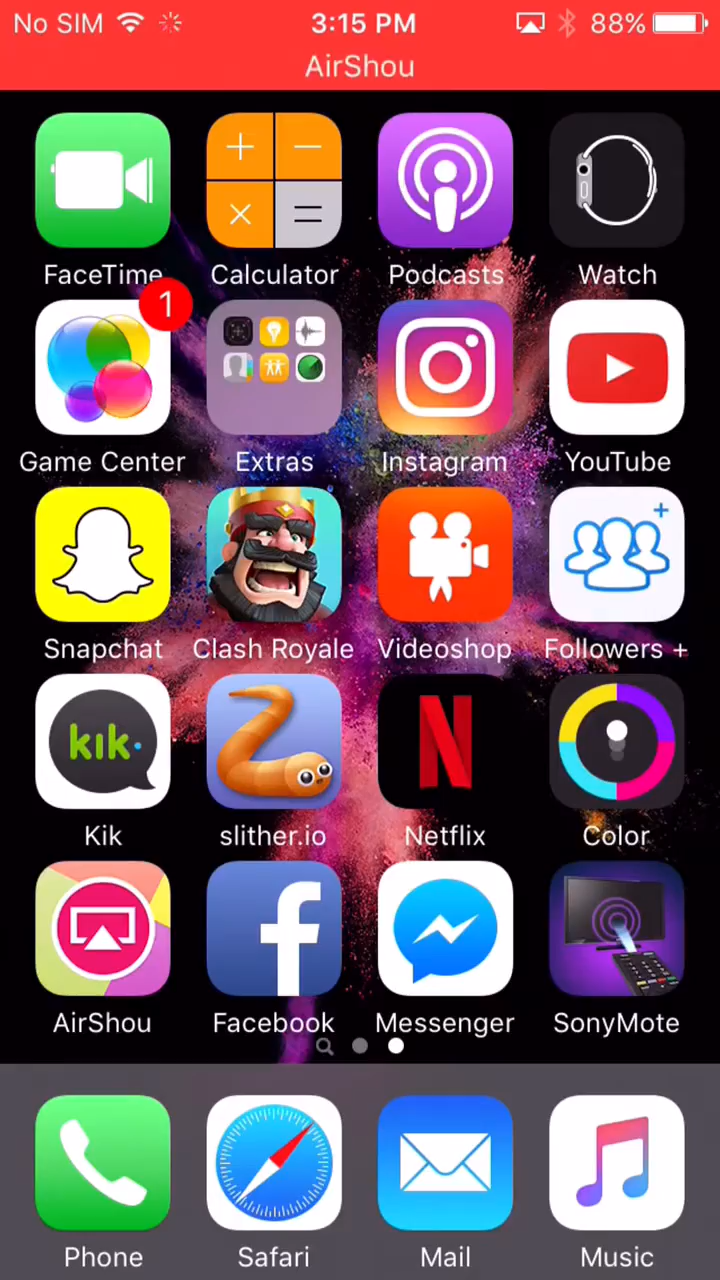 No SIM 3:15 PM 88%
AirShou
FaceTime Calculator Podcasts Watch
1
Game Center Extras Instagram YouTube
Snapchat Clash Royale Videoshop Followers +
kik.
Kik slither.io Netflix Color
AirShou Facebook Messenger SonyMote
Phone Safari Mail Music